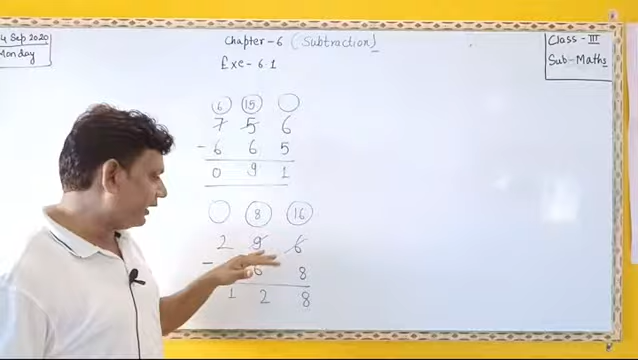 4 Sep 2020
Monday
Chapter-6 (Subtraction)
Exe-6.1
Class-III
Sub-Maths
6 15
7 5 6
- 6 6 5
0 9 1
8 16
2 9 6
- 6 8
1 2 8